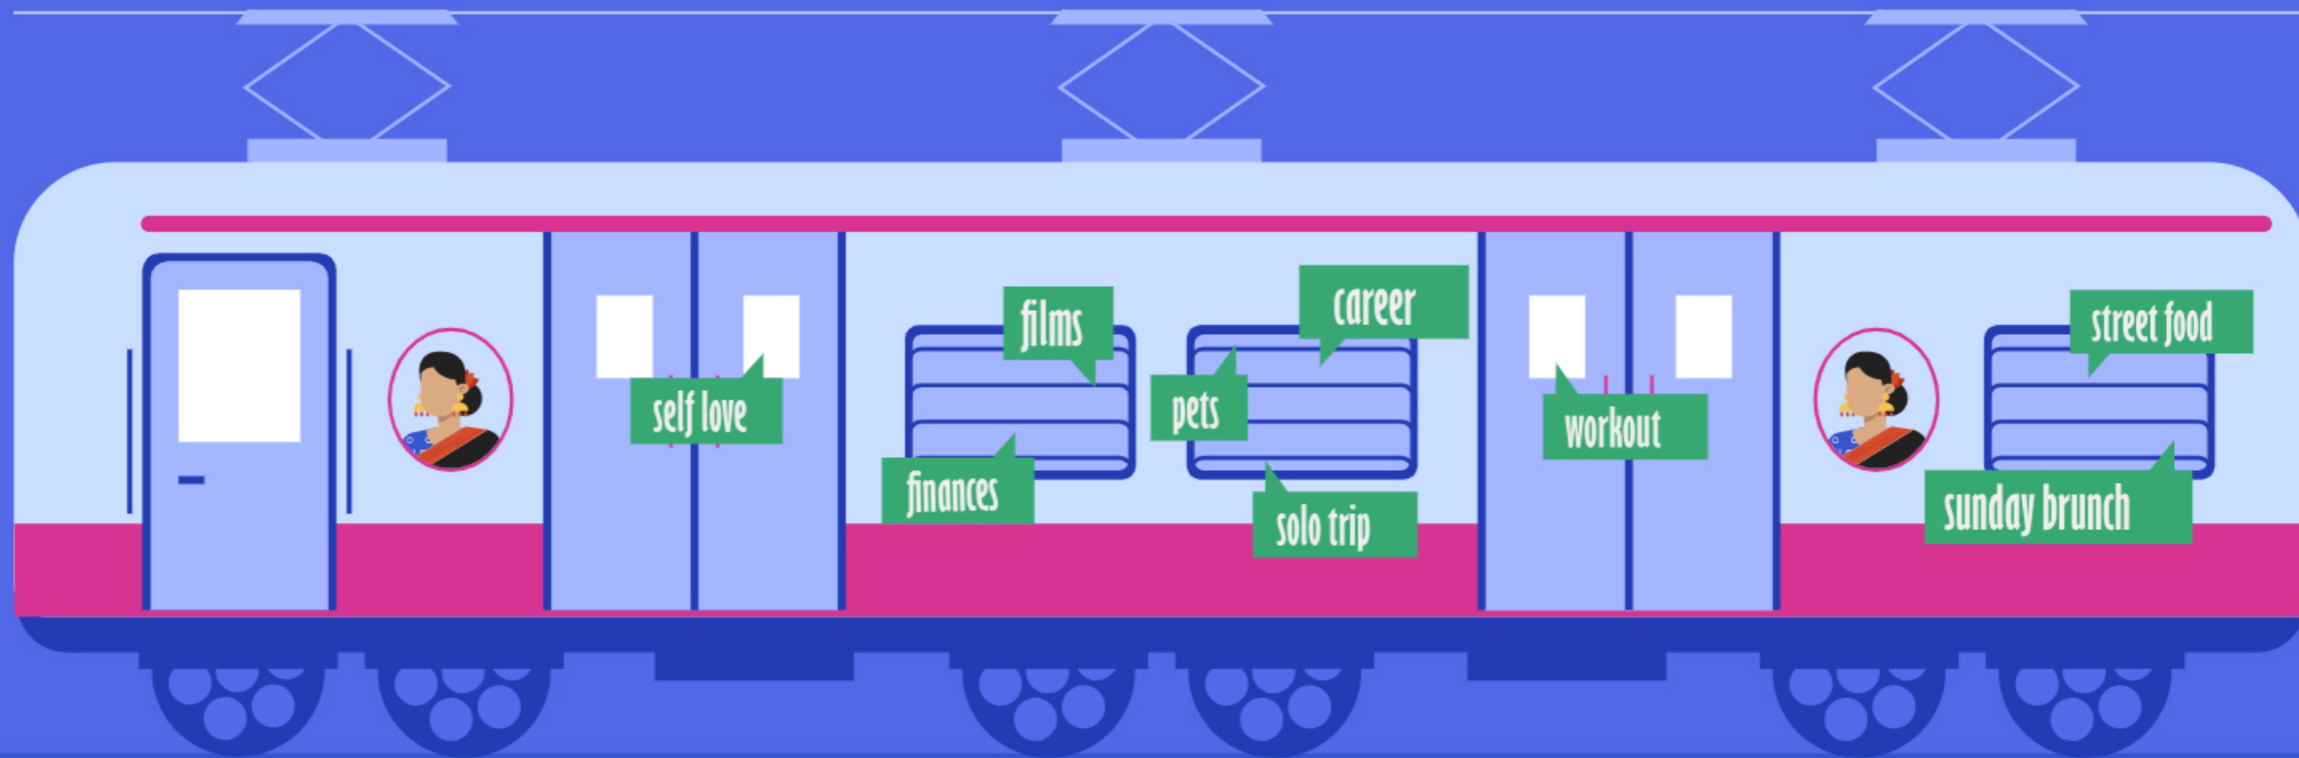 self love
films
finances
pets
career
solo trip
workout
street food
sunday brunch